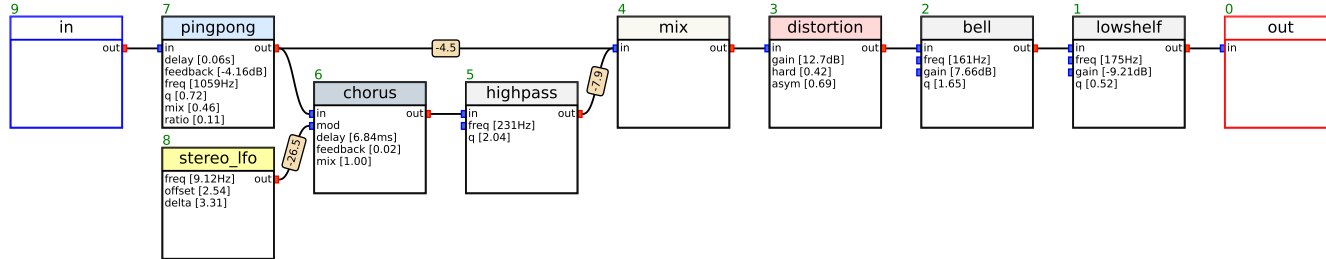 9
in
out
7
pingpong
in out
delay [0.06s]
feedback [-4.16dB]
freq [1059Hz]
q [0.72]
mix [0.46]
ratio [0.11]
8
stereo_lfo
freq [9.12Hz] out
offset [2.54]
delta [3.31]
-26.5
6
chorus
in out
mod
delay [6.84ms]
feedback [0.02]
mix [1.00]
-4.5
5
highpass
in out
freq [231Hz]
q [2.04]
-7.9
4
mix
in out
3
distortion
in out
gain [12.7dB]
hard [0.42]
asym [0.69]
2
bell
in out
freq [161Hz]
gain [7.66dB]
q [1.65]
1
lowshelf
in out
freq [175Hz]
gain [-9.21dB]
q [0.52]
0
out
in